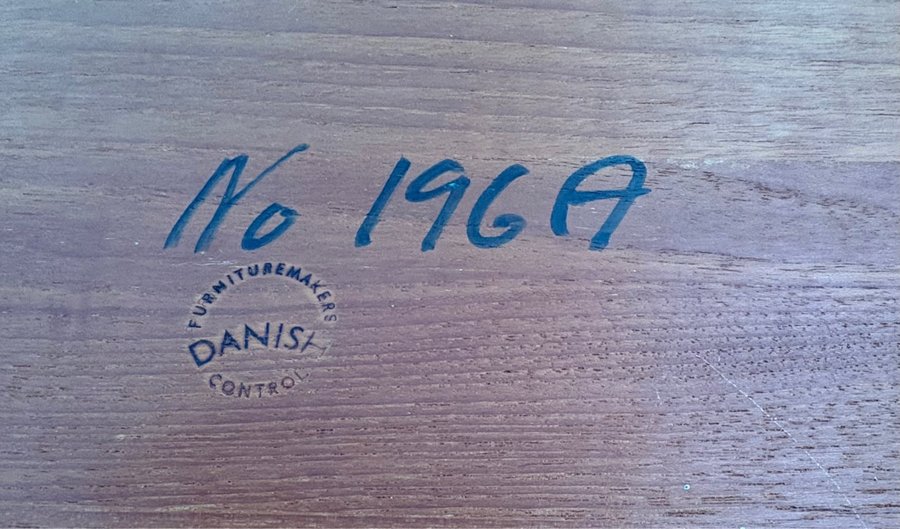 No 196A
FURNITUREMAKERS
DANISH
CONTROL